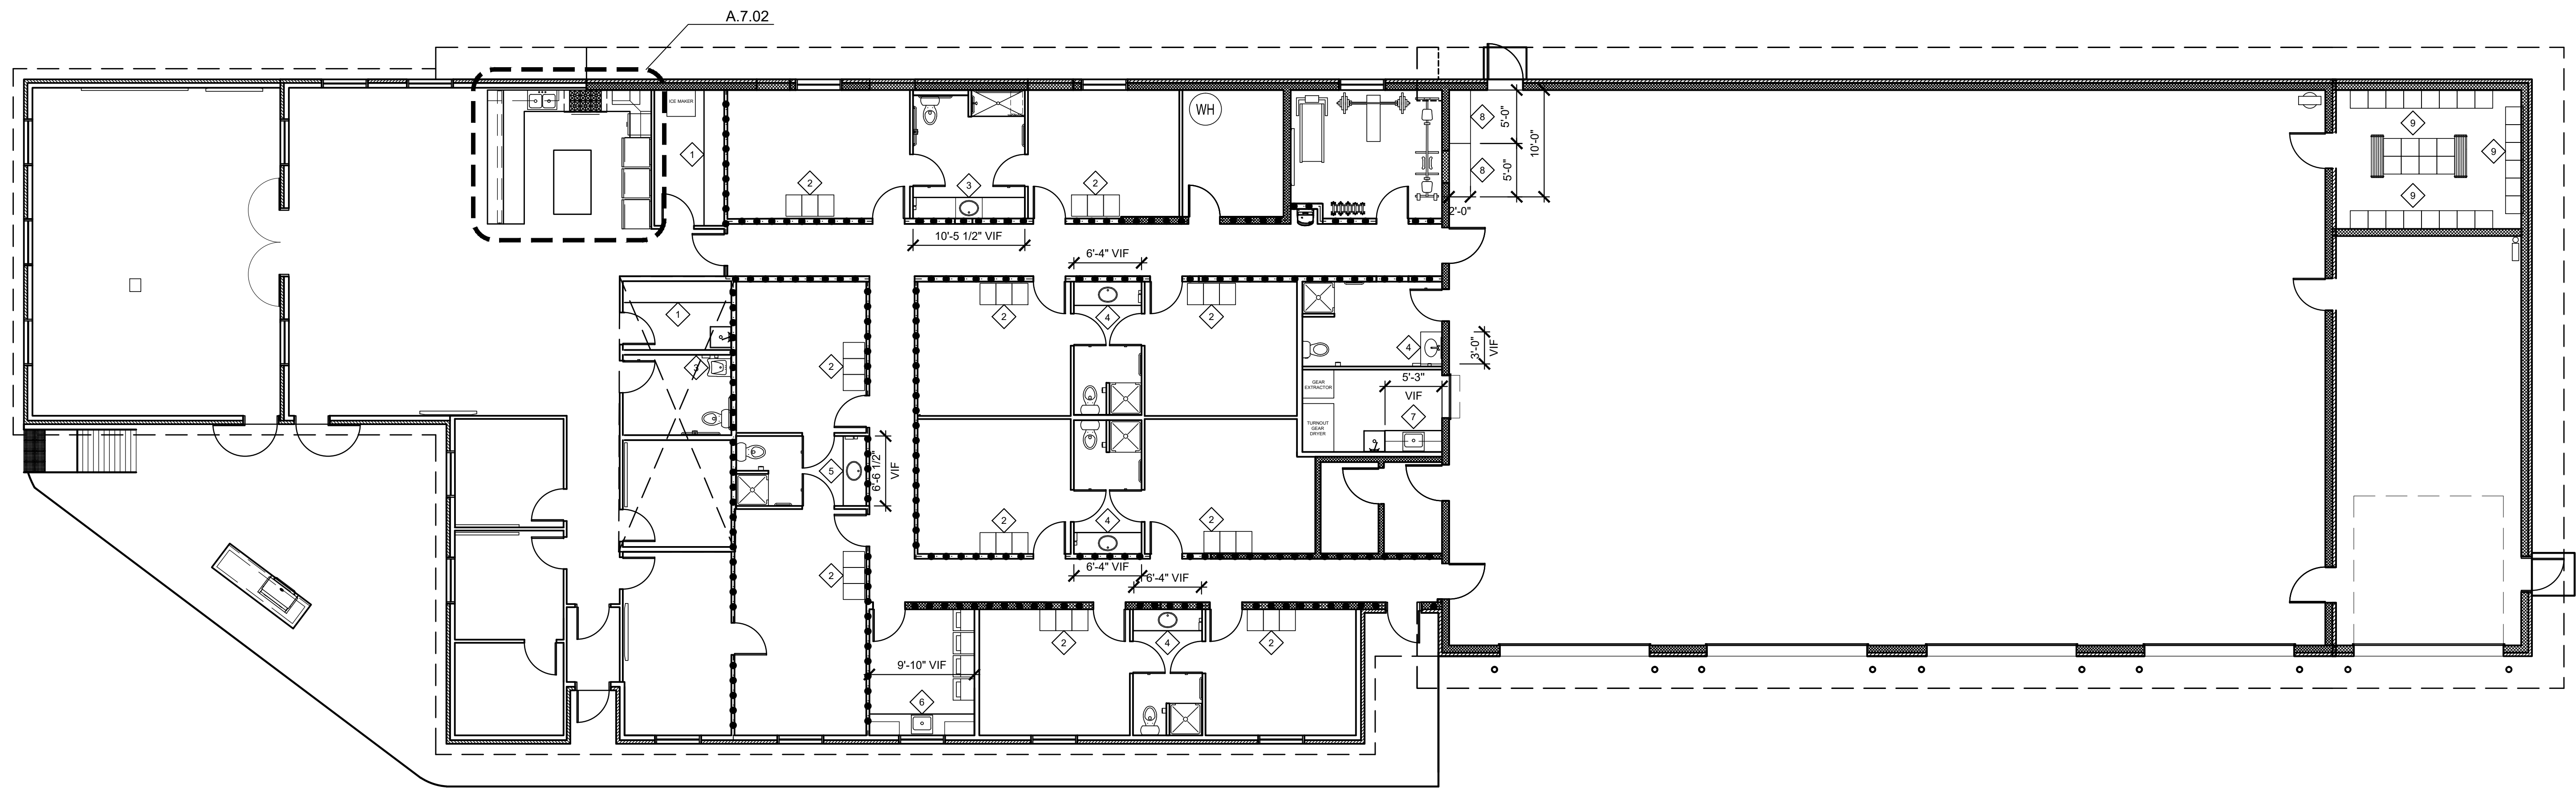 A.7.02
ICE MAKER
1
WH
2
3
2
8
5'-0"
10'-0"
8
5'-0"
2'-0"
9
9
9
10'-5 1/2" VIF
6'-4" VIF
1
2
4
2
3
2
4
3'-0"
VIF
GEAR
EXTRACTOR
5'-3"
VIF
7
TURNOUT
GEAR
DRYER
5
6'-6 1/2"
VIF
2
4
2
6'-4" VIF
6'-4" VIF
2
2
4
2
9'-10" VIF
6